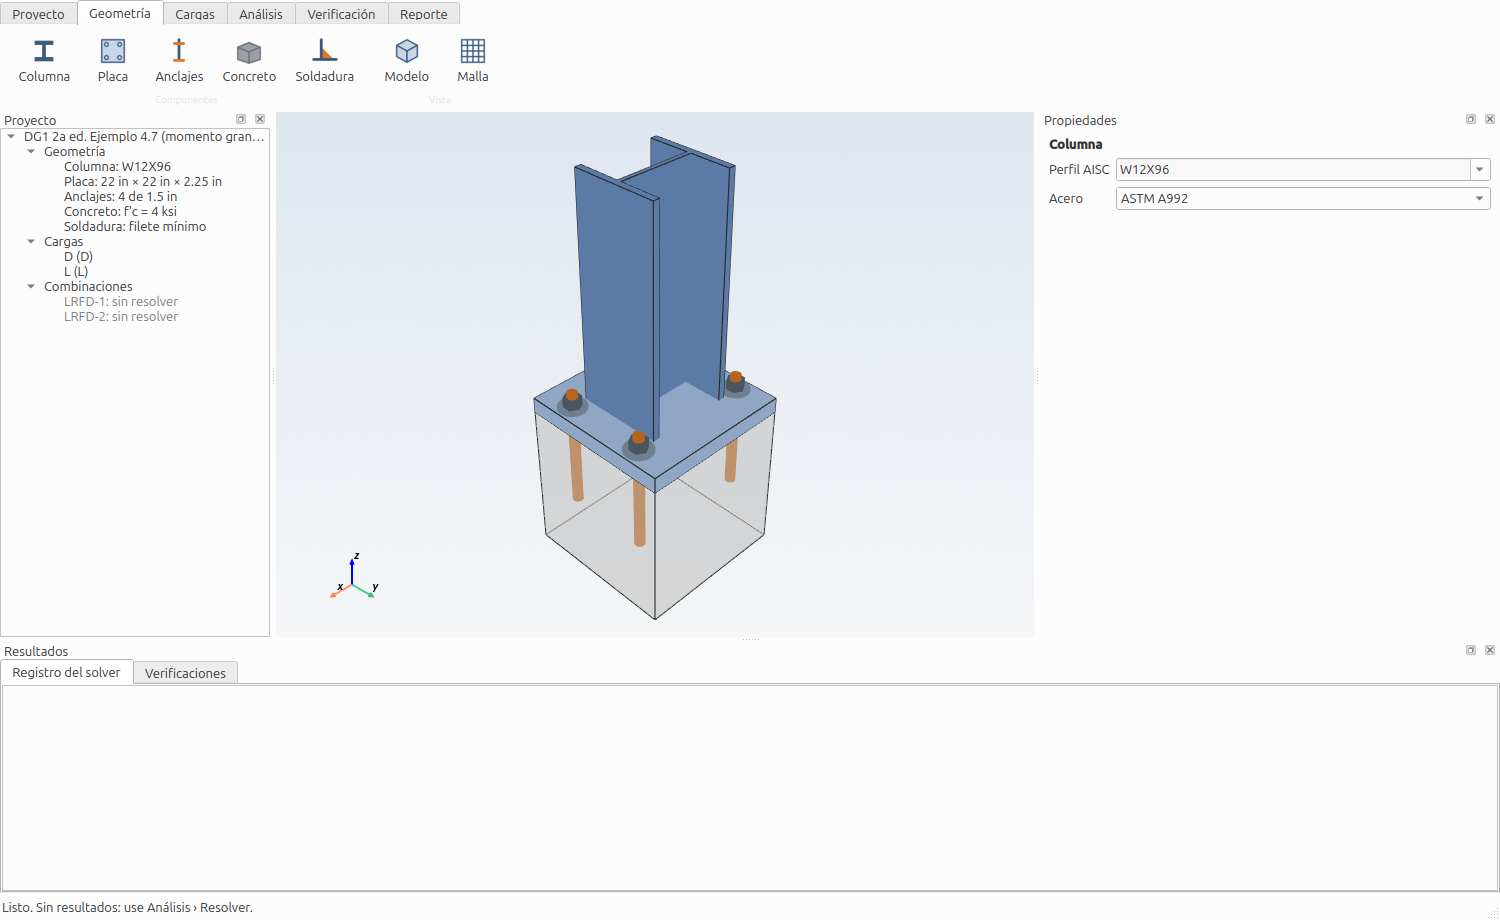 Proyecto Geometría Cargas Análisis Verificación Reporte
Columna Placa Anclajes Concreto Soldadura Modelo Malla
Componentes Vista
Proyecto
DG1 2a ed. Ejemplo 4.7 (momento gran...
Geometría
Columna: W12X96
Placa: 22 in × 22 in × 2.25 in
Anclajes: 4 de 1.5 in
Concreto: f'c = 4 ksi
Soldadura: filete mínimo
Cargas
D (D)
L (L)
Combinaciones
LRFD-1: sin resolver
LRFD-2: sin resolver
z
x
y
Propiedades
Columna
Perfil AISC W12X96
Acero ASTM A992
Resultados
Registro del solver Verificaciones
Listo. Sin resultados: use Análisis › Resolver.